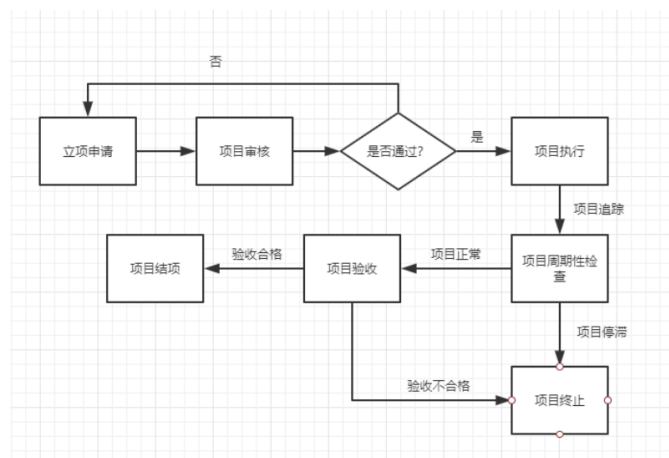 否
立项申请
项目审核
是否通过?
是
项目执行
项目追踪
项目结项
验收合格
项目验收
项目正常
项目周期性检
查
项目停滞
验收不合格
项目终止